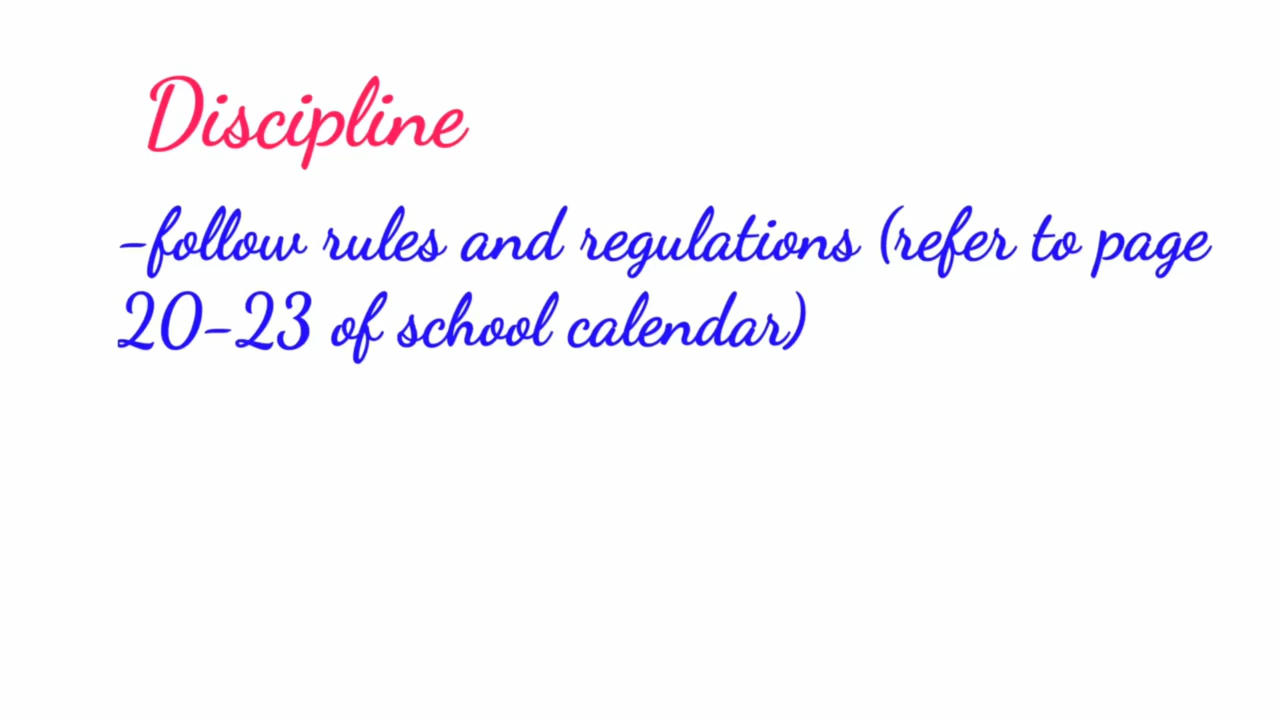 Discipline
-follow rules and regulations (refer to page
20-23 of school calendar)